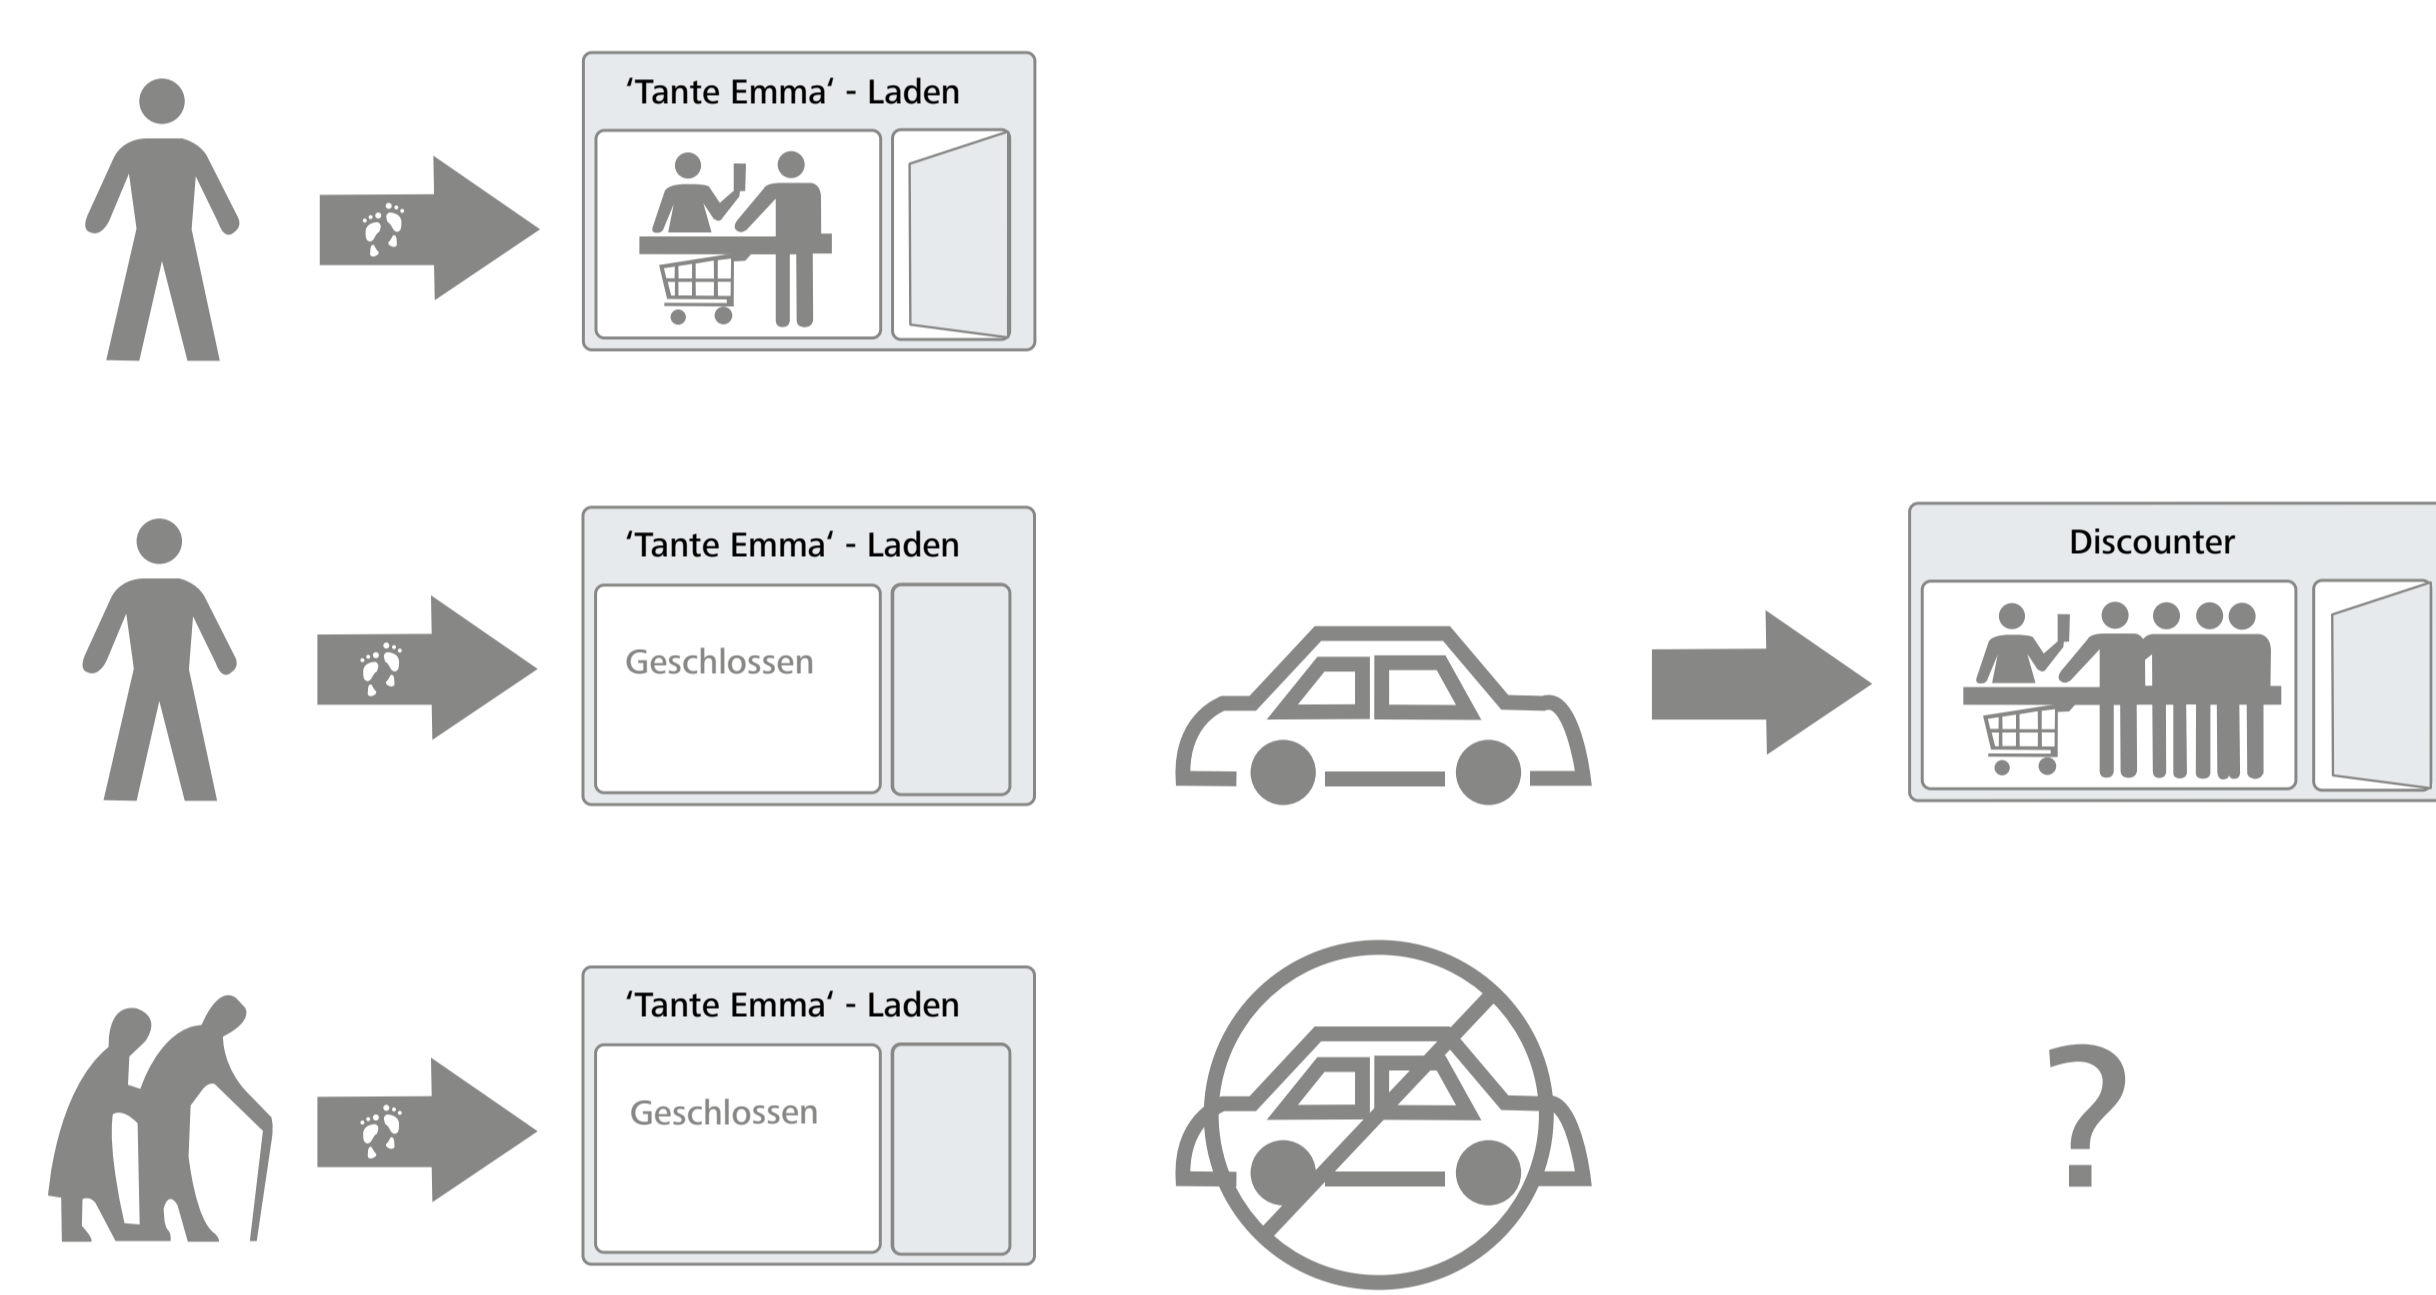 ‘Tante Emma‘ - Laden
‘Tante Emma‘ - Laden
Geschlossen
Discounter
‘Tante Emma‘ - Laden
Geschlossen
?